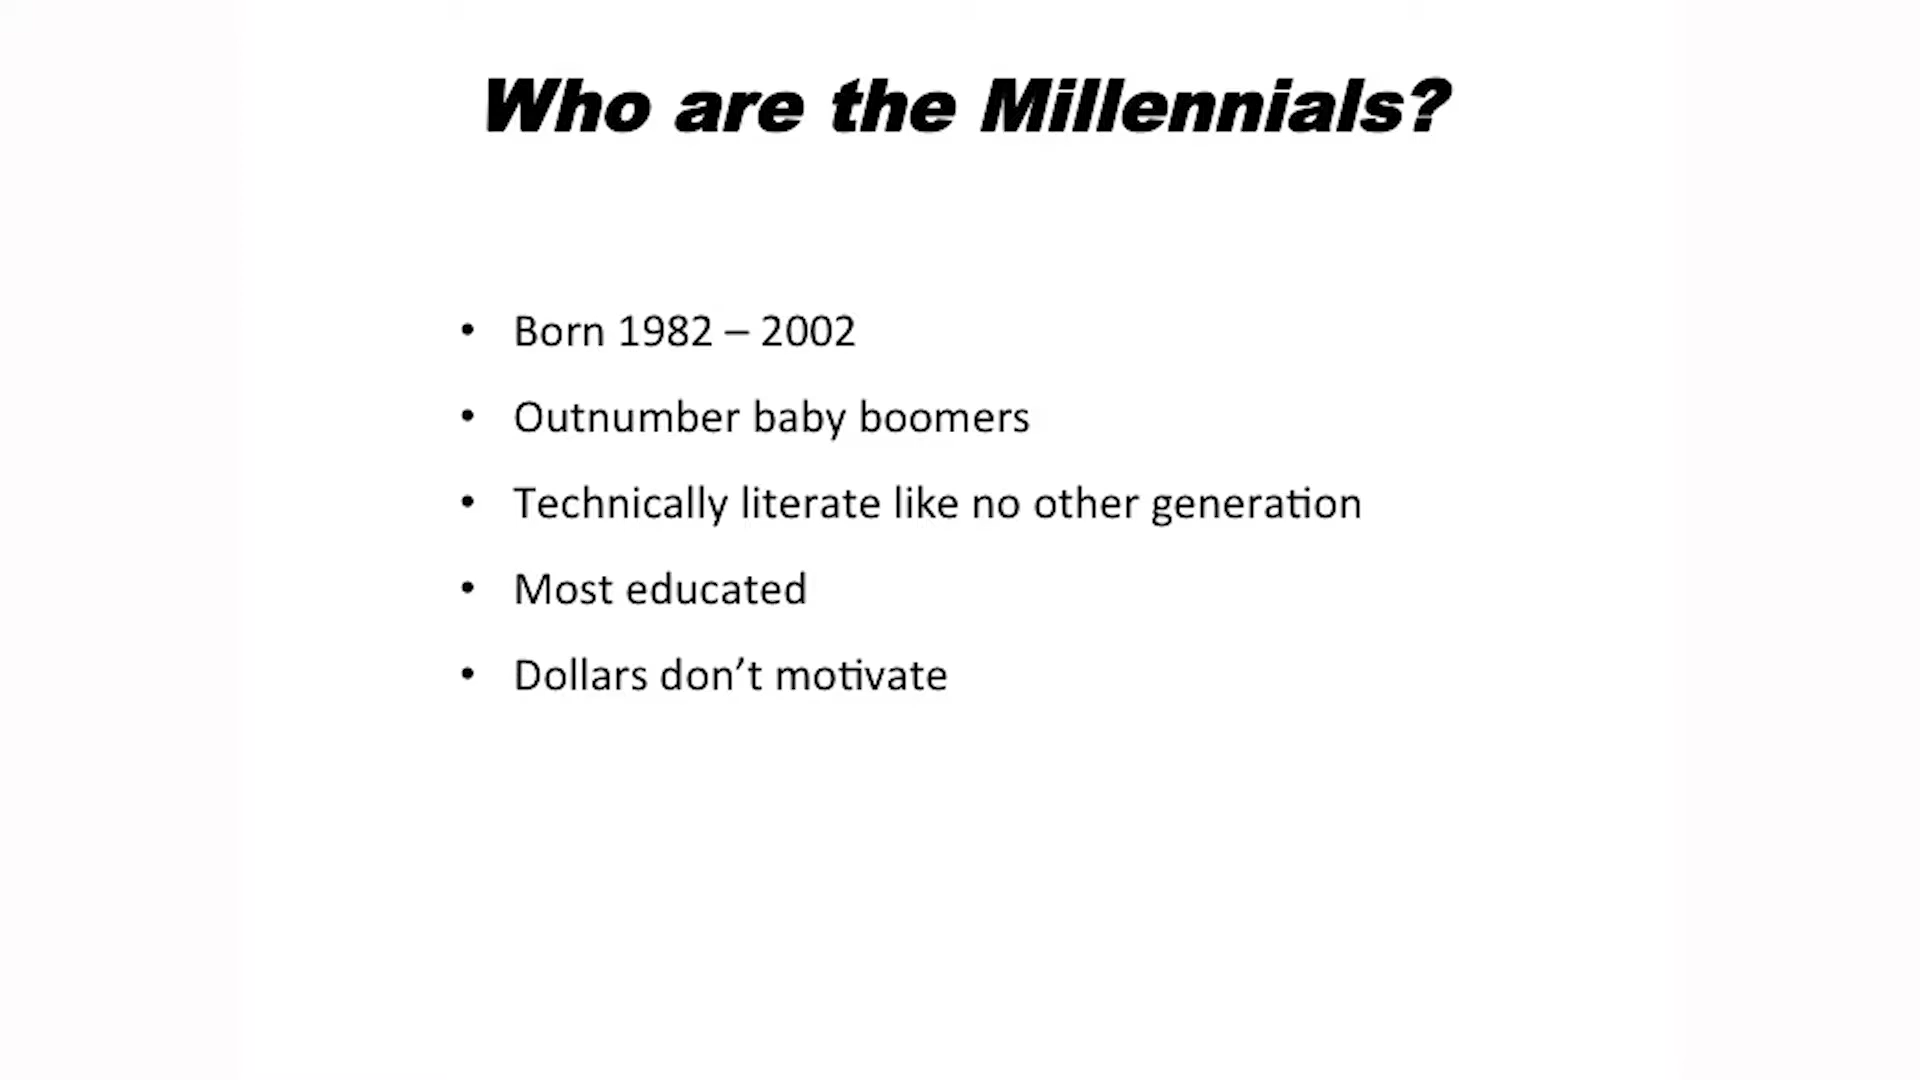 Who are the Millennials?
• Born 1982 – 2002
• Outnumber baby boomers
• Technically literate like no other generation
• Most educated
• Dollars don’t motivate